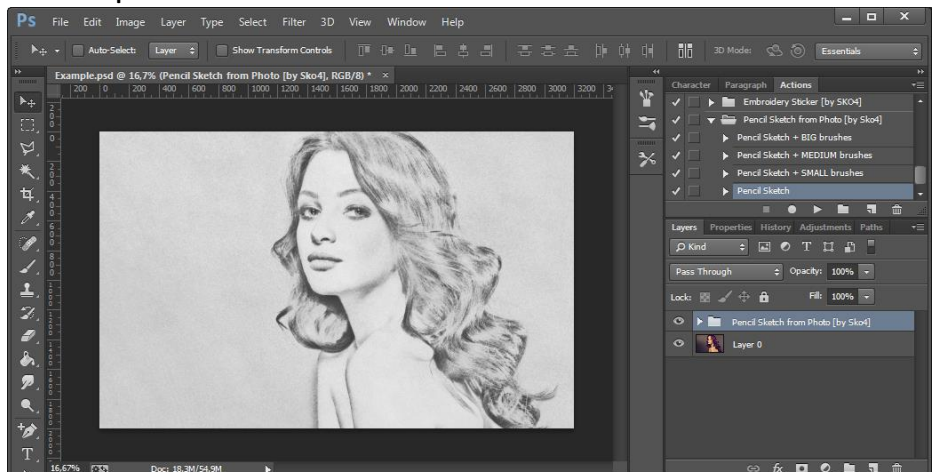 Ps File Edit Image Layer Type Select Filter 3D View Window Help
Auto-Select: Layer Show Transform Controls 3D Mode: Essentials
Example.psd @ 16,7% (Pencil Sketch from Photo [by Sko4], RGB/8) * ×
200 0 200 400 600 800 1000 1200 1400 1600 1800 2000 2200 2400 2600 2800 3000 3200
Character Paragraph Actions
Embroidery Sticker [by SKO4]
Pencil Sketch from Photo [by Sko4]
Pencil Sketch + BIG brushes
Pencil Sketch + MEDIUM brushes
Pencil Sketch + SMALL brushes
Pencil Sketch
Layers Properties History Adjustments Paths
Kind
Pass Through Opacity: 100%
Lock: Fill: 100%
Pencil Sketch from Photo [by Sko4]
Layer 0
16,67% Doc: 18,3M/54,9M